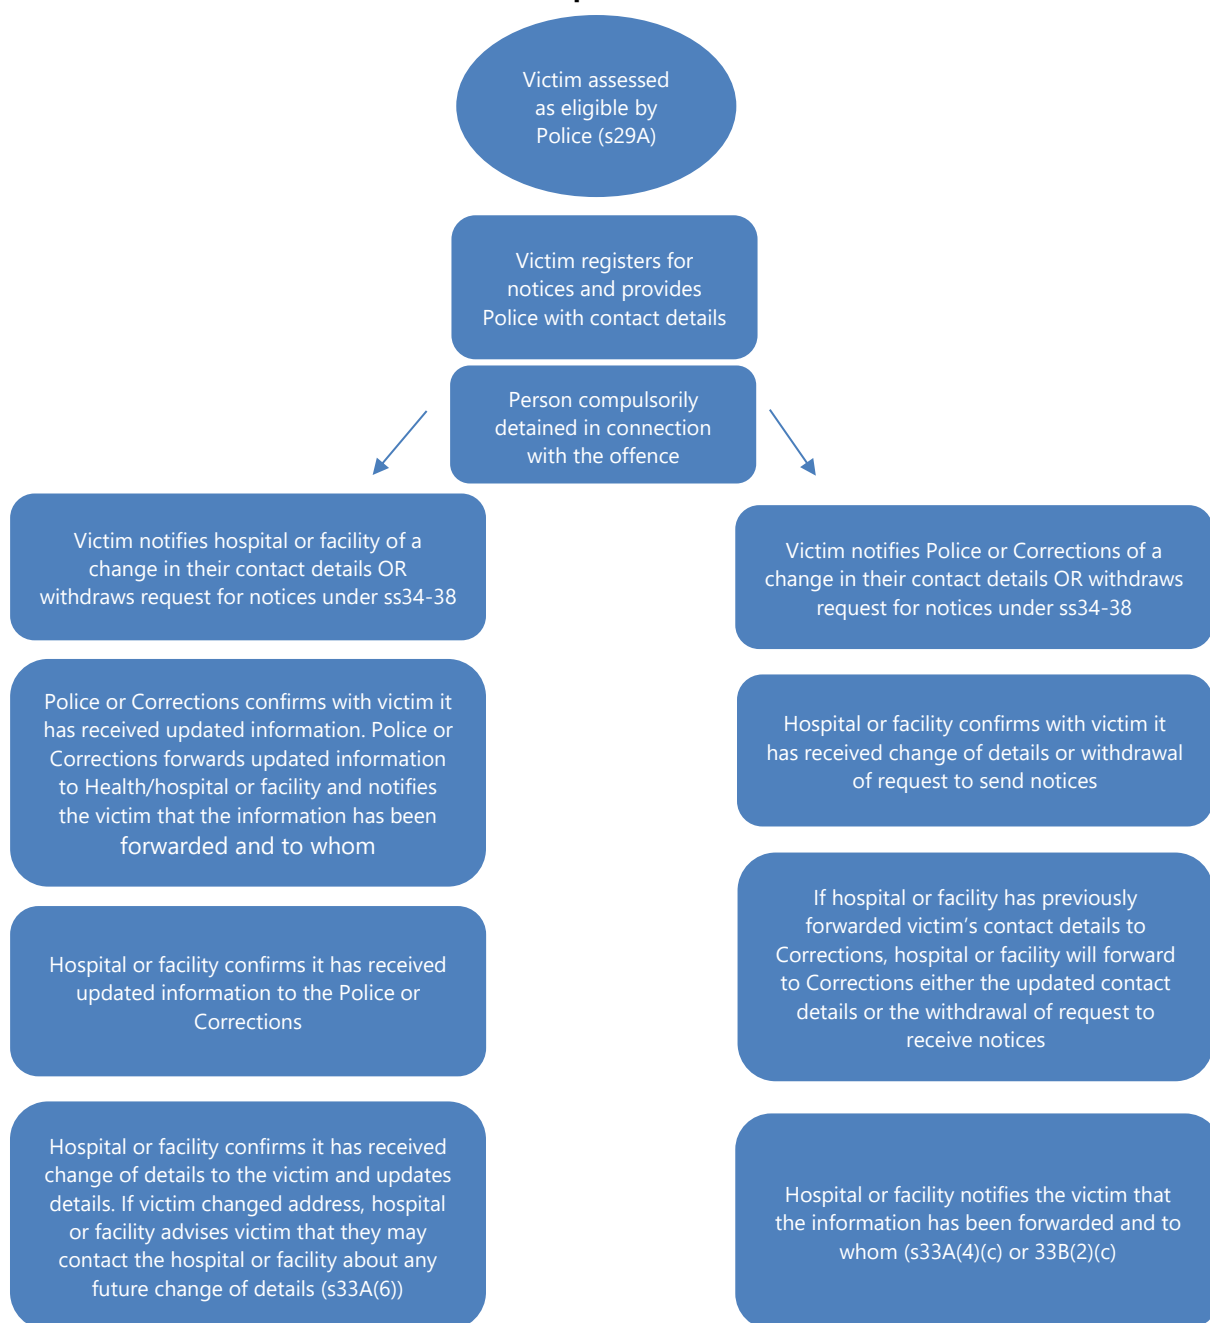 Victim assessed
as eligible by
Police (s29A)
Victim registers for
notices and provides
Police with contact details
Person compulsorily
detained in connection
with the offence
Victim notifies hospital or facility of a
change in their contact details OR
withdraws request for notices under ss34-38
Police or Corrections confirms with victim it
has received updated information. Police or
Corrections forwards updated information
to Health/hospital or facility and notifies
the victim that the information has been
forwarded and to whom
Hospital or facility confirms it has received
updated information to the Police or
Corrections
Hospital or facility confirms it has received
change of details to the victim and updates
details. If victim changed address, hospital
or facility advises victim that they may
contact the hospital or facility about any
future change of details (s33A(6))
Victim notifies Police or Corrections of a
change in their contact details OR withdraws
request for notices under ss34-38
Hospital or facility confirms with victim it
has received change of details or withdrawal
of request to send notices
If hospital or facility has previously
forwarded victim’s contact details to
Corrections, hospital or facility will forward
to Corrections either the updated contact
details or the withdrawal of request to
receive notices
Hospital or facility notifies the victim that
the information has been forwarded and to
whom (s33A(4)(c) or 33B(2)(c)